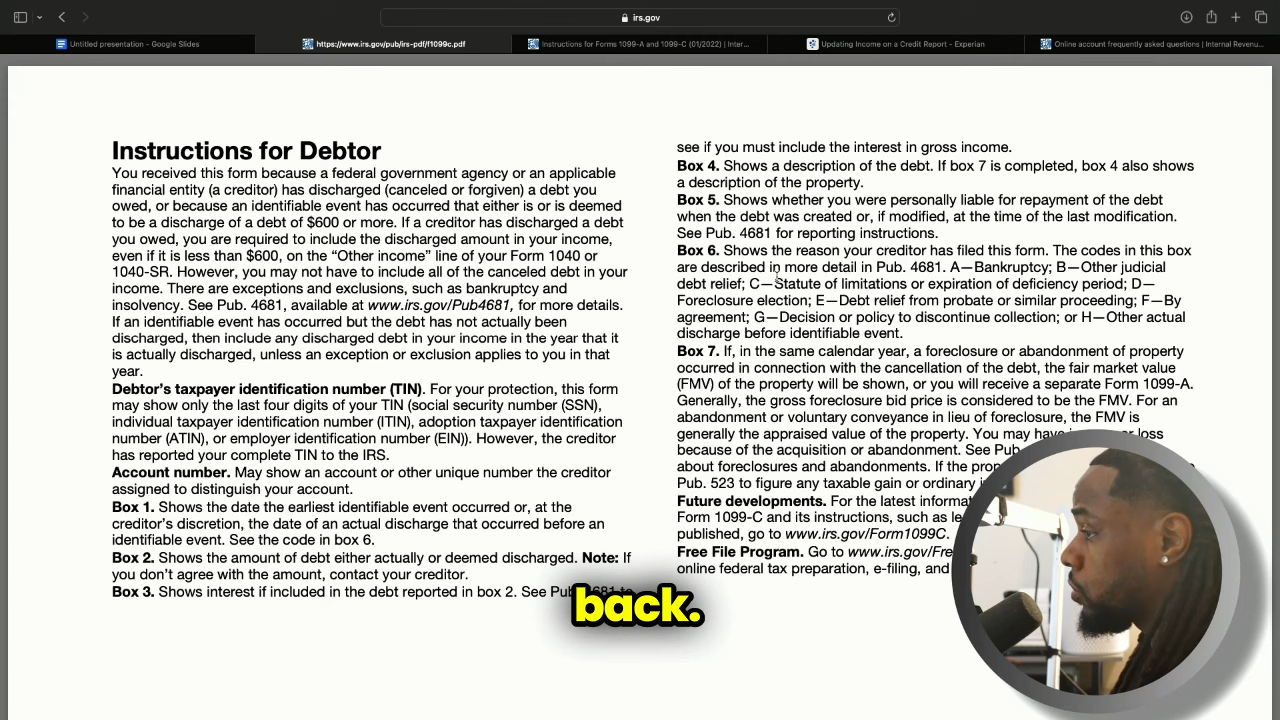 irs.gov
Untitled presentation – Google Slides
https://www.irs.gov/pub/irs-pdf/f1099c.pdf
Instructions for Forms 1099-A and 1099-C (01/2022) | Inter...
Updating Income on a Credit Report - Experian
Online account frequently asked questions | Internal Revenu...
Instructions for Debtor
You received this form because a federal government agency or an applicable
financial entity (a creditor) has discharged (canceled or forgiven) a debt you
owed, or because an identifiable event has occurred that either is or is deemed
to be a discharge of a debt of $600 or more. If a creditor has discharged a debt
you owed, you are required to include the discharged amount in your income,
even if it is less than $600, on the “Other income” line of your Form 1040 or
1040-SR. However, you may not have to include all of the canceled debt in your
income. There are exceptions and exclusions, such as bankruptcy and
insolvency. See Pub. 4681, available at www.irs.gov/Pub4681, for more details.
If an identifiable event has occurred but the debt has not actually been
discharged, then include any discharged debt in your income in the year that it
is actually discharged, unless an exception or exclusion applies to you in that
year.
Debtor’s taxpayer identification number (TIN). For your protection, this form
may show only the last four digits of your TIN (social security number (SSN),
individual taxpayer identification number (ITIN), adoption taxpayer identification
number (ATIN), or employer identification number (EIN)). However, the creditor
has reported your complete TIN to the IRS.
Account number. May show an account or other unique number the creditor
assigned to distinguish your account.
Box 1. Shows the date the earliest identifiable event occurred or, at the
creditor’s discretion, the date of an actual discharge that occurred before an
identifiable event. See the code in box 6.
Box 2. Shows the amount of debt either actually or deemed discharged. Note: If
you don’t agree with the amount, contact your creditor.
Box 3. Shows interest if included in the debt reported in box 2. See Pub. 4681 to
see if you must include the interest in gross income.
Box 4. Shows a description of the debt. If box 7 is completed, box 4 also shows
a description of the property.
Box 5. Shows whether you were personally liable for repayment of the debt
when the debt was created or, if modified, at the time of the last modification.
See Pub. 4681 for reporting instructions.
Box 6. Shows the reason your creditor has filed this form. The codes in this box
are described in more detail in Pub. 4681. A—Bankruptcy; B—Other judicial
debt relief; C—Statute of limitations or expiration of deficiency period; D—
Foreclosure election; E—Debt relief from probate or similar proceeding; F—By
agreement; G—Decision or policy to discontinue collection; or H—Other actual
discharge before identifiable event.
Box 7. If, in the same calendar year, a foreclosure or abandonment of property
occurred in connection with the cancellation of the debt, the fair market value
(FMV) of the property will be shown, or you will receive a separate Form 1099-A.
Generally, the gross foreclosure bid price is considered to be the FMV. For an
abandonment or voluntary conveyance in lieu of foreclosure, the FMV is
generally the appraised value of the property. You may have loss
because of the acquisition or abandonment. See Pub.
about foreclosures and abandonments. If the
Pub. 523 to figure any taxable gain or ordinary
Future developments. For the latest
Form 1099-C and its instructions, such as
published, go to www.irs.gov/Form1099C.
Free File Program. Go to
online federal tax preparation, e-filing, and
back.